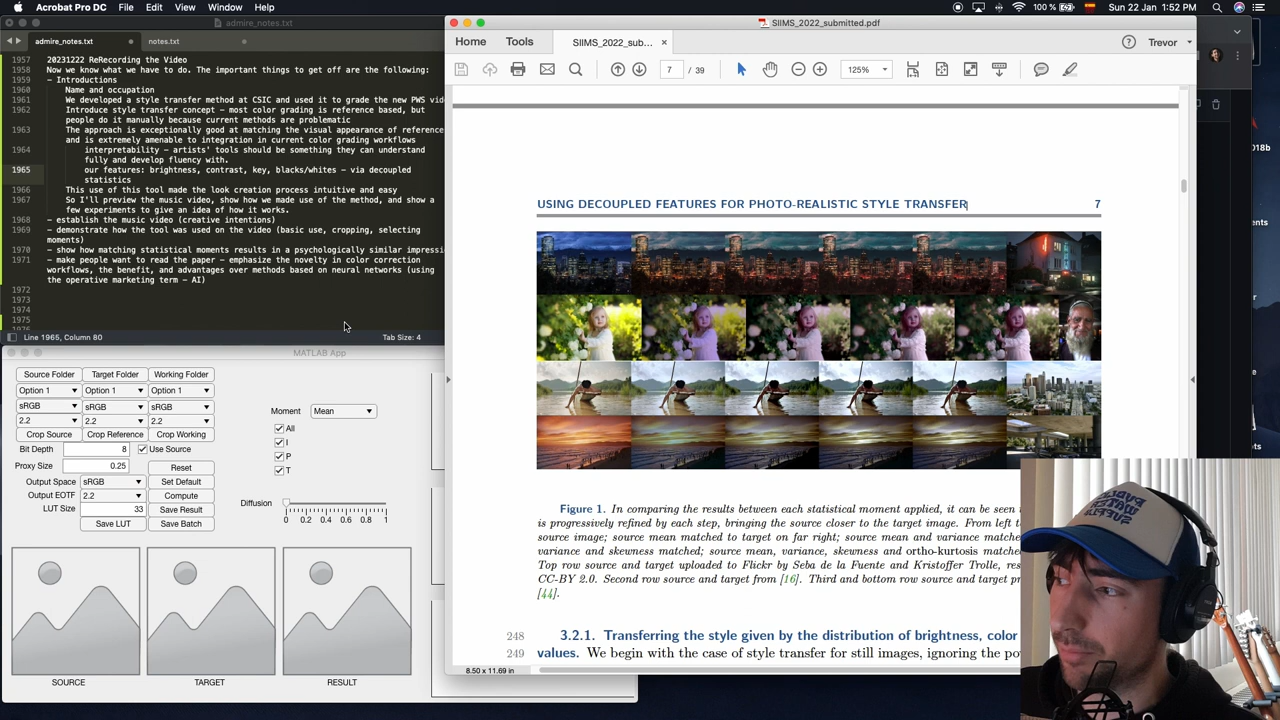 Acrobat Pro DC File Edit View Window Help
100 % Sun 22 Jan 1:52 PM
admire_notes.txt
admire_notes.txt notes.txt
1957 20231222 ReRecording the Video
1958 Now we know what we have to do. The important things to get off are the following:
1959 - Introductions
1960 Name and occupation
1961 We developed a style transfer method at CSIC and used it to grade the new PWS vid
1962 Introduce style transfer concept - most color grading is reference based, but
people do it manually because current methods are problematic
1963 The approach is exceptionally good at matching the visual appearance of reference
and is extremely amenable to integration in current color grading workflows
1964 interpretability - artists' tools should be something they can understand
fully and develop fluency with.
1965 our features: brightness, contrast, key, blacks/whites - via decoupled
statistics
1966 This use of this tool made the look creation process intuitive and easy
1967 So I'll preview the music video, show how we made use of the method, and show a
few experiments to give an idea of how it works.
1968 - establish the music video (creative intentions)
1969 - demonstrate how the tool was used on the video (basic use, cropping, selecting
moments)
1970 - show how matching statistical moments results in a psychologically similar impressi
1971 - make people want to read the paper - emphasize the novelty in color correction
workflows, the benefit, and advantages over methods based on neural networks (using
the operative marketing term - AI)
1972
1973
1974
1975
Line 1965, Column 80 Tab Size: 4
MATLAB App
Source Folder Target Folder Working Folder
Option 1 Option 1 Option 1
sRGB sRGB sRGB
2.2 2.2 2.2
Crop Source Crop Reference Crop Working
Bit Depth 8 Use Source
Proxy Size 0.25 Reset
Output Space sRGB Set Default
Output EOTF 2.2 Compute
LUT Size 33 Save Result
Save LUT Save Batch
Moment Mean
All
I
P
T
Diffusion
0 0.2 0.4 0.6 0.8 1
SOURCE TARGET RESULT
SIIMS_2022_submitted.pdf
Home Tools SIIMS_2022_sub... × Trevor
7 / 39 125%
USING DECOUPLED FEATURES FOR PHOTO-REALISTIC STYLE TRANSFER 7
Figure 1. In comparing the results between each statistical moment applied, it can be seen
is progressively refined by each step, bringing the source closer to the target image. From left to
source image; source mean matched to target on far right; source mean and variance matche
variance and skewness matched; source mean, variance, skewness and ortho-kurtosis matche
Top row source and target uploaded to Flickr by Seba de la Fuente and Kristoffer Trolle, res
CC-BY 2.0. Second row source and target from [16]. Third and bottom row source and target pr
[44].
248 3.2.1. Transferring the style given by the distribution of brightness, color
249 values. We begin with the case of style transfer for still images, ignoring the po
8.50 x 11.69 in
018b
PUBLIC
MOMENT
SUPPLY